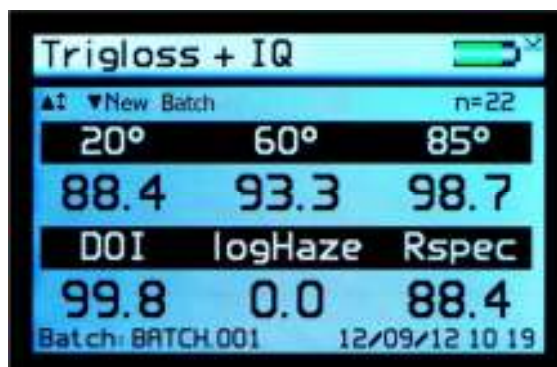 Trigloss + IQ
▲↕ ▼New Batch n=22
20° 60° 85°
88.4 93.3 98.7
DOI logHaze Rspec
99.8 0.0 88.4
Batch: BATCH.001 12/09/12 10 19